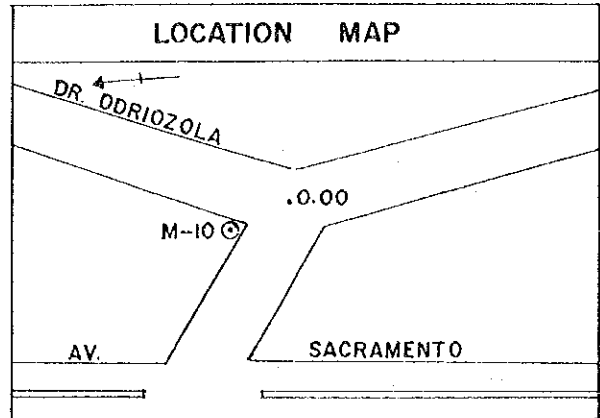 LOCATION MAP
DR. ODRIOZOLA
.0.00
M-10
AV. SACRAMENTO